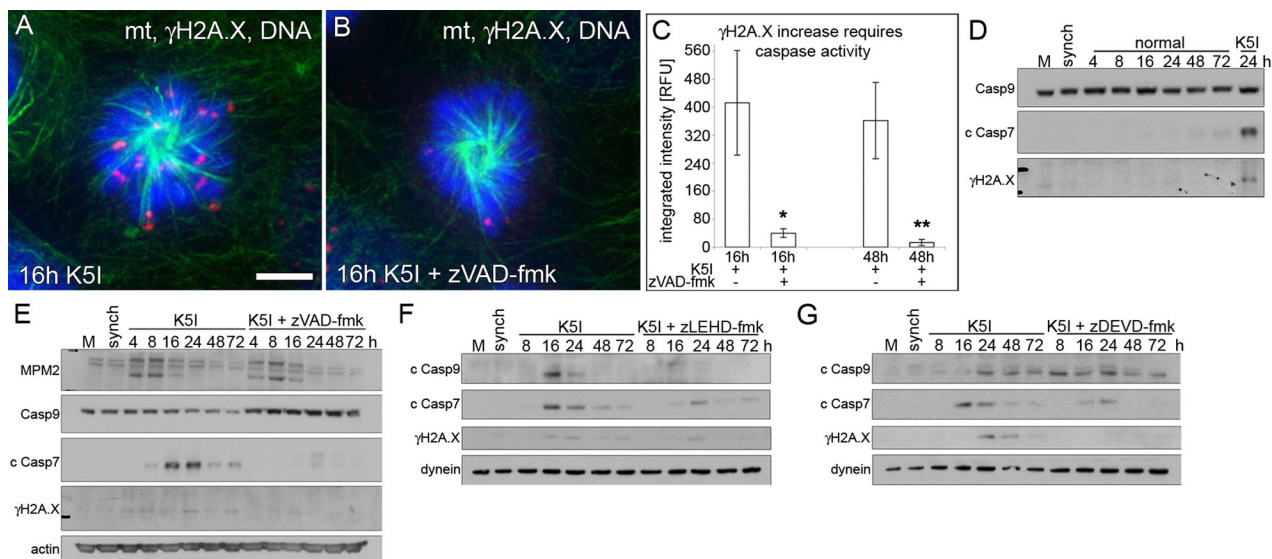 A
mt, γH2A.X, DNA
16h K5I
B
mt, γH2A.X, DNA
16h K5I + zVAD-fmk
C
γH2A.X increase requires
caspase activity
integrated intensity [RFU]
560
480
400
320
240
160
80
0
*
**
16h 16h 48h 48h
K5I + + + +
zVAD-fmk - + - +
D
normal K5I
M synch 4 8 16 24 48 72 24 h
Casp9
c Casp7
γH2A.X
E
K5I K5I + zVAD-fmk
M synch 4 8 16 24 48 72 4 8 16 24 48 72 h
MPM2
Casp9
c Casp7
γH2A.X
actin
F
K5I K5I + zLEHD-fmk
M synch 8 16 24 48 72 8 16 24 48 72 h
c Casp9
c Casp7
γH2A.X
dynein
G
K5I K5I + zDEVD-fmk
M synch 8 16 24 48 72 8 16 24 48 72 h
c Casp9
c Casp7
γH2A.X
dynein